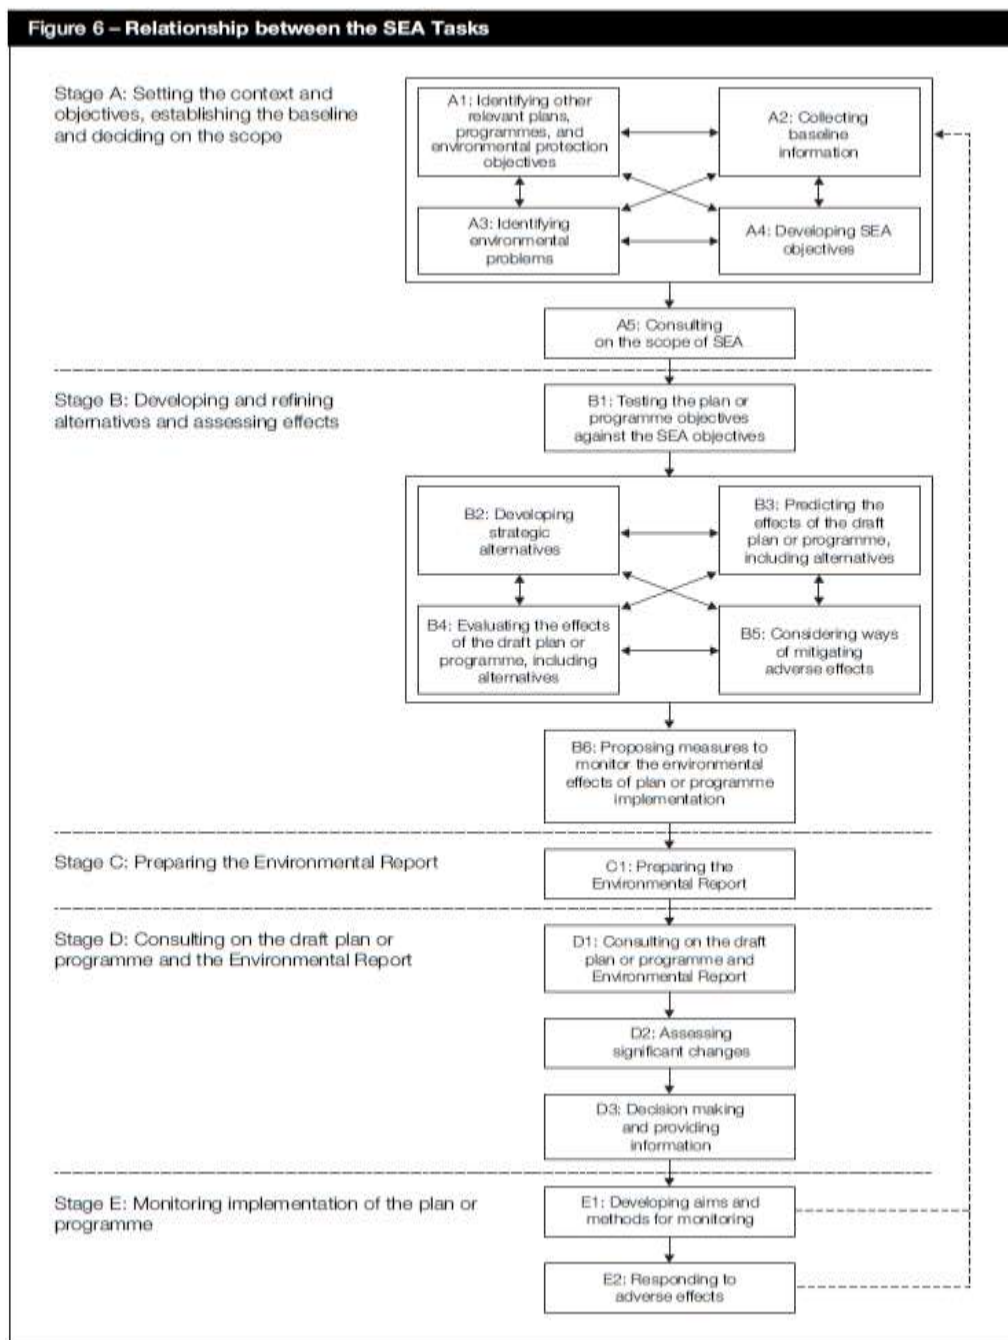 Figure 6 – Relationship between the SEA Tasks
Stage A: Setting the context and
objectives, establishing the baseline
and deciding on the scope
A1: Identifying other
relevant plans,
programmes, and
environmental protection
objectives
A2: Collecting
baseline
information
A3: Identifying
environmental
problems
A4: Developing SEA
objectives
A5: Consulting
on the scope of SEA
Stage B: Developing and refining
alternatives and assessing effects
B1: Testing the plan or
programme objectives
against the SEA objectives
B2: Developing
strategic
alternatives
B3: Predicting the
effects of the draft
plan or programme,
including alternatives
B4: Evaluating the effects
of the draft plan or
programme, including
alternatives
B5: Considering ways
of mitigating
adverse effects
B6: Proposing measures to
monitor the environmental
effects of plan or programme
implementation
Stage C: Preparing the Environmental Report
C1: Preparing the
Environmental Report
Stage D: Consulting on the draft plan or
programme and the Environmental Report
D1: Consulting on the draft
plan or programme and
Environmental Report
D2: Assessing
significant changes
D3: Decision making
and providing
information
Stage E: Monitoring implementation of the plan or
programme
E1: Developing aims and
methods for monitoring
E2: Responding to
adverse effects